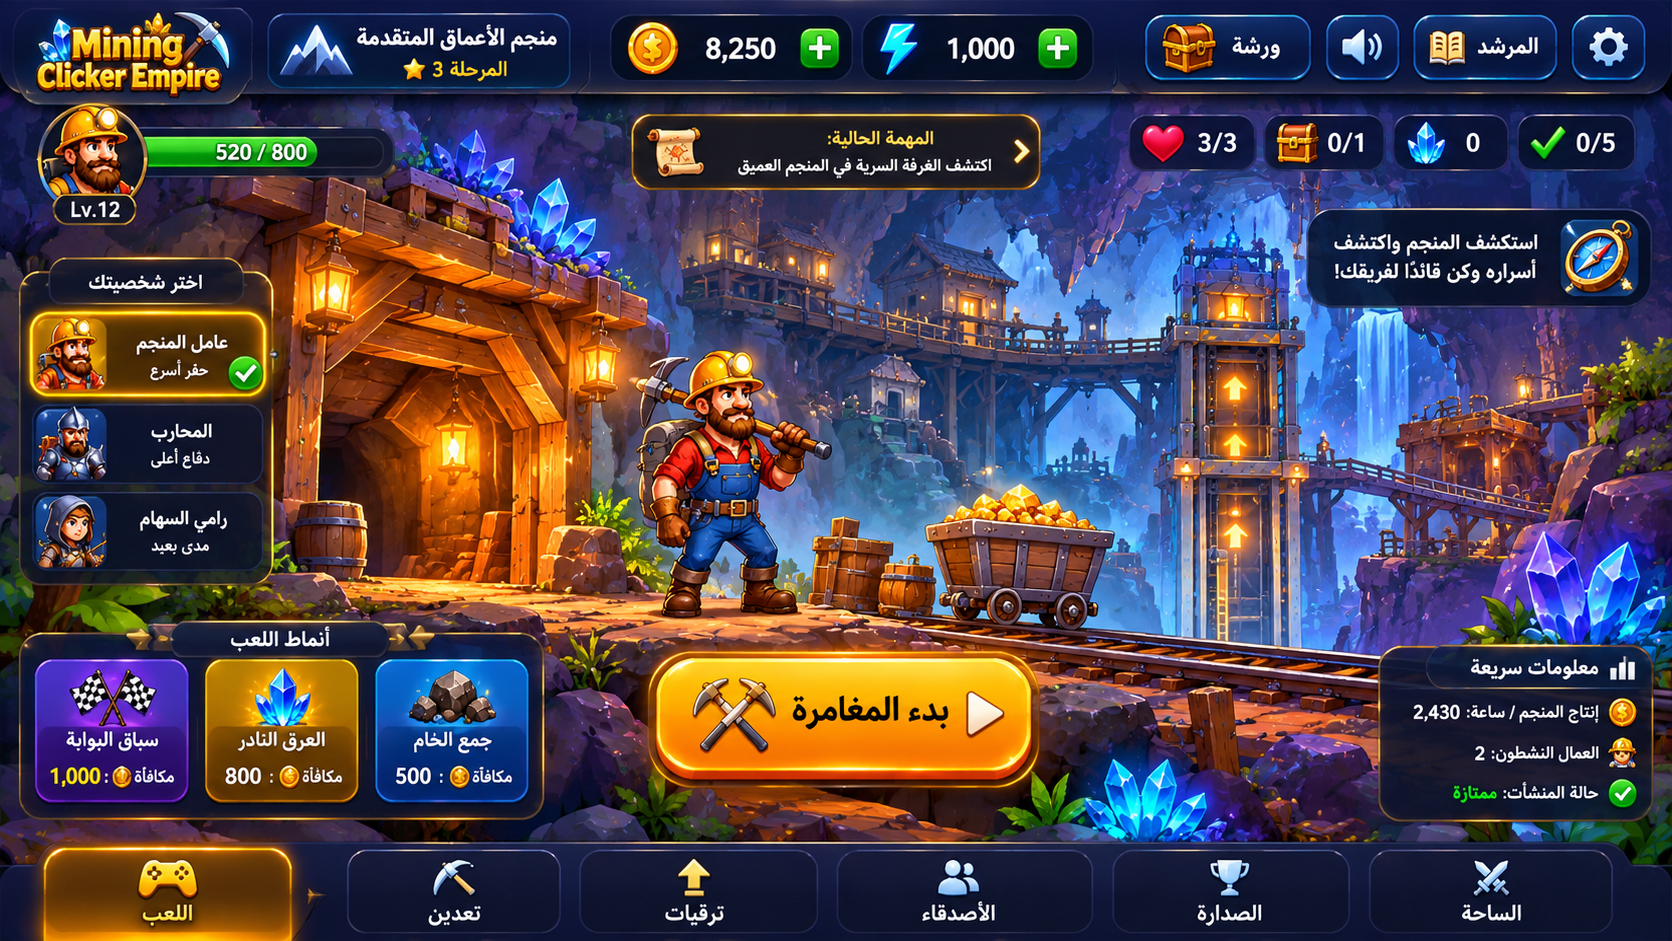 Mining
Clicker Empire
منجم الأعماق المتقدمة
المرحلة 3
8,250
1,000
ورشة
المرشد
520 / 800
Lv.12
المهمة الحالية:
اكتشف الغرفة السرية في المنجم العميق
3/3
0/1
0
0/5
استكشف المنجم واكتشف
أسراره وكن قائدًا لفريقك!
اختر شخصيتك
عامل المنجم
حفر أسرع
المحارب
دفاع أعلى
رامي السهام
مدى بعيد
أنماط اللعب
سباق البوابة
مكافأة : 1,000
العرق النادر
مكافأة : 800
جمع الخام
مكافأة : 500
بدء المغامرة
معلومات سريعة
إنتاج المنجم / ساعة: 2,430
العمال النشطون: 2
حالة المنشأت: ممتازة
اللعب
تعدين
ترقيات
الأصدقاء
الصدارة
الساحة